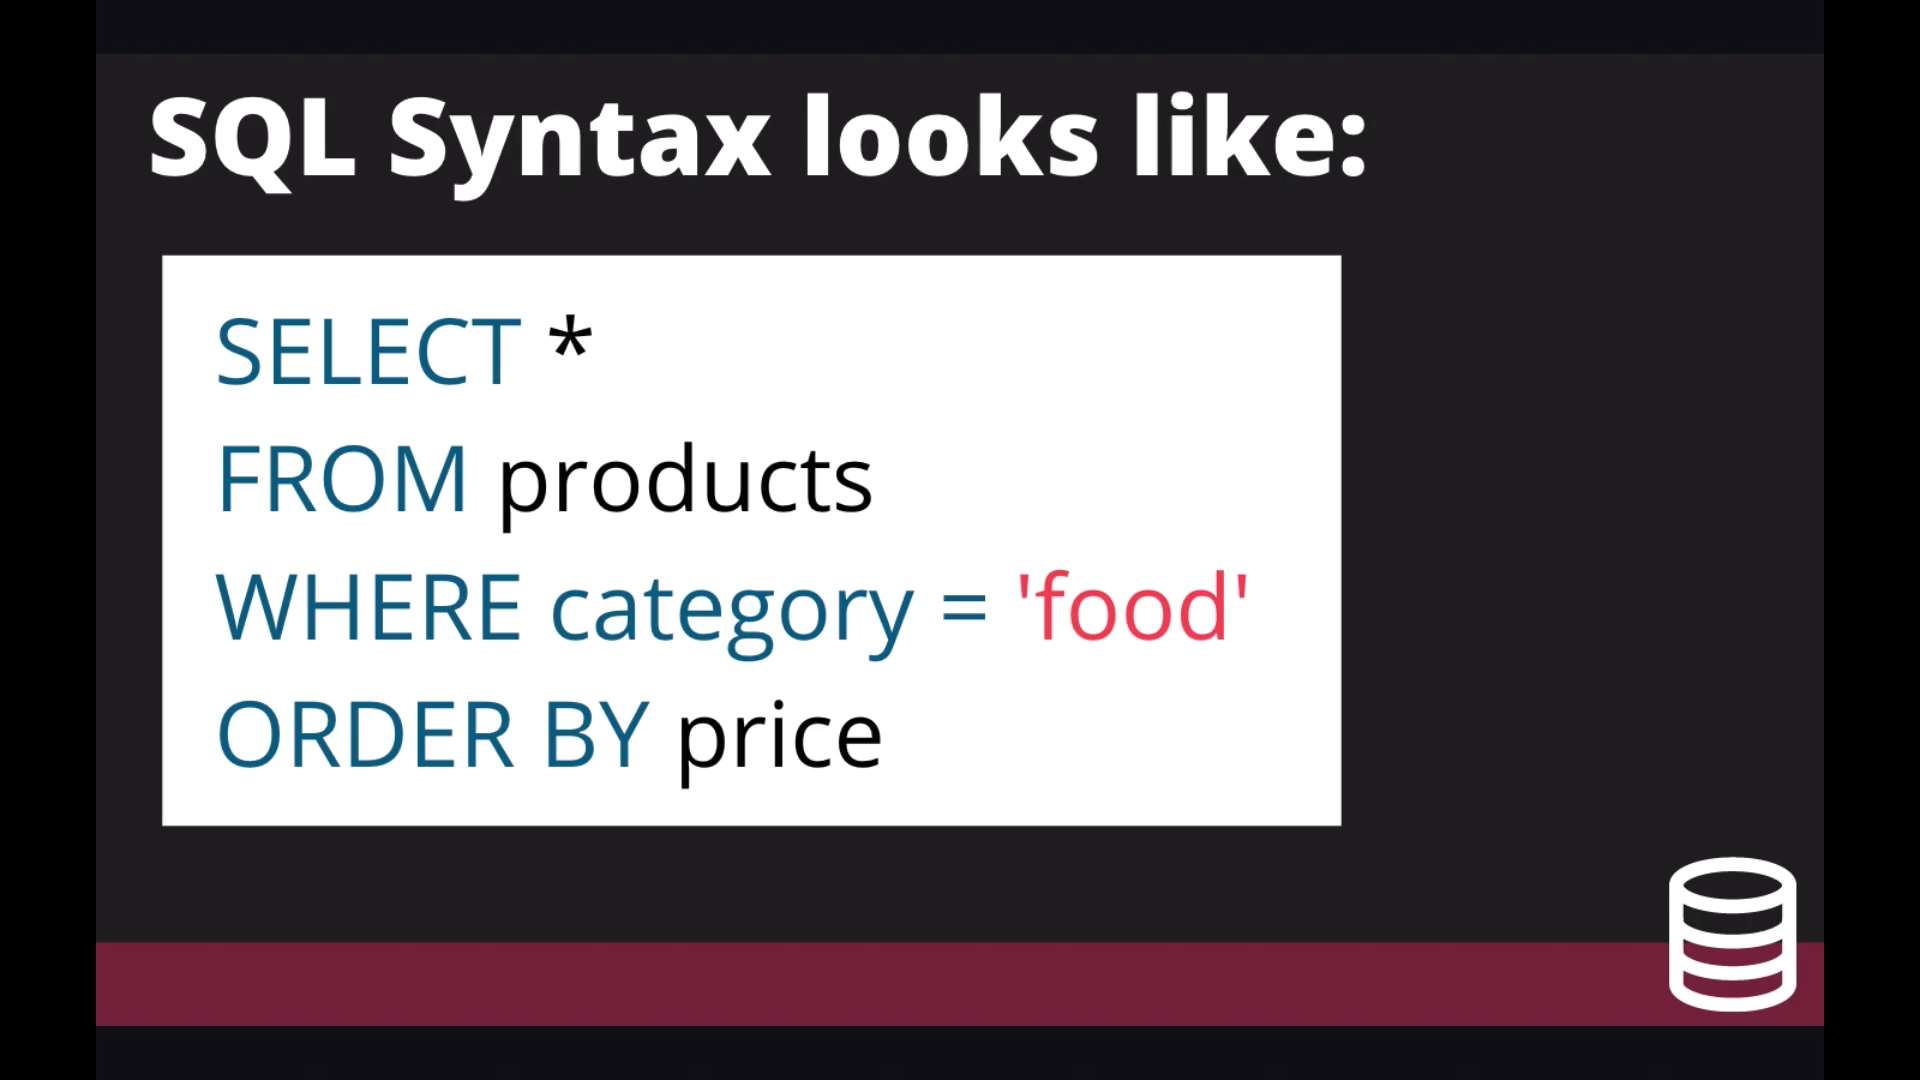 SQL Syntax looks like:
SELECT *
FROM products
WHERE category = 'food'
ORDER BY price